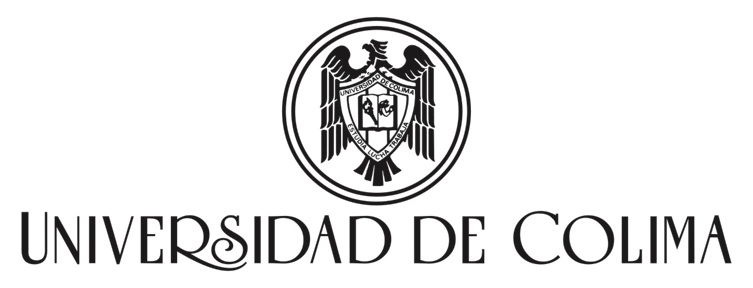 UNIVERSIDAD DE COLIMA
ESTUDIA LUCHA TRABAJA
UNIVERSIDAD DE COLIMA